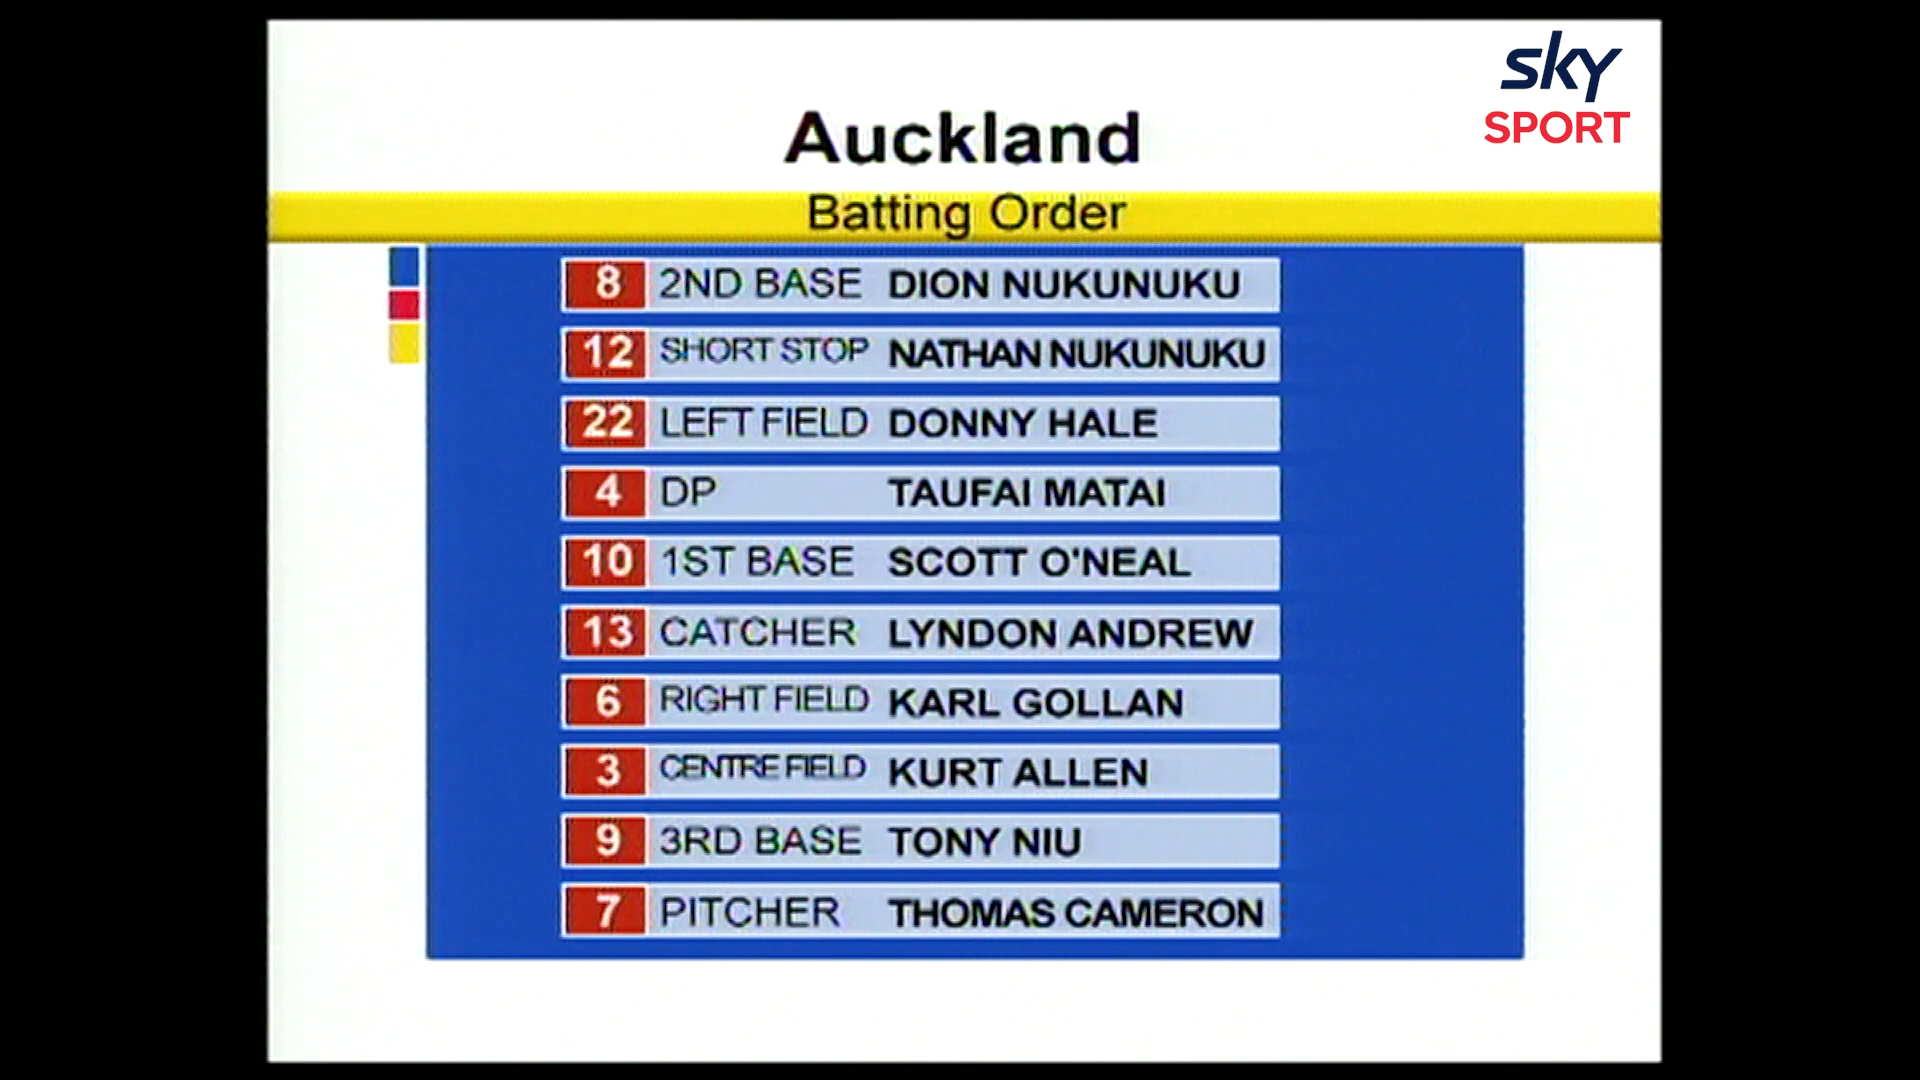 sky
SPORT
Auckland
Batting Order
8 2ND BASE DION NUKUNUKU
12 SHORT STOP NATHAN NUKUNUKU
22 LEFT FIELD DONNY HALE
4 DP TAUFAI MATAI
10 1ST BASE SCOTT O'NEAL
13 CATCHER LYNDON ANDREW
6 RIGHT FIELD KARL GOLLAN
3 CENTRE FIELD KURT ALLEN
9 3RD BASE TONY NIU
7 PITCHER THOMAS CAMERON